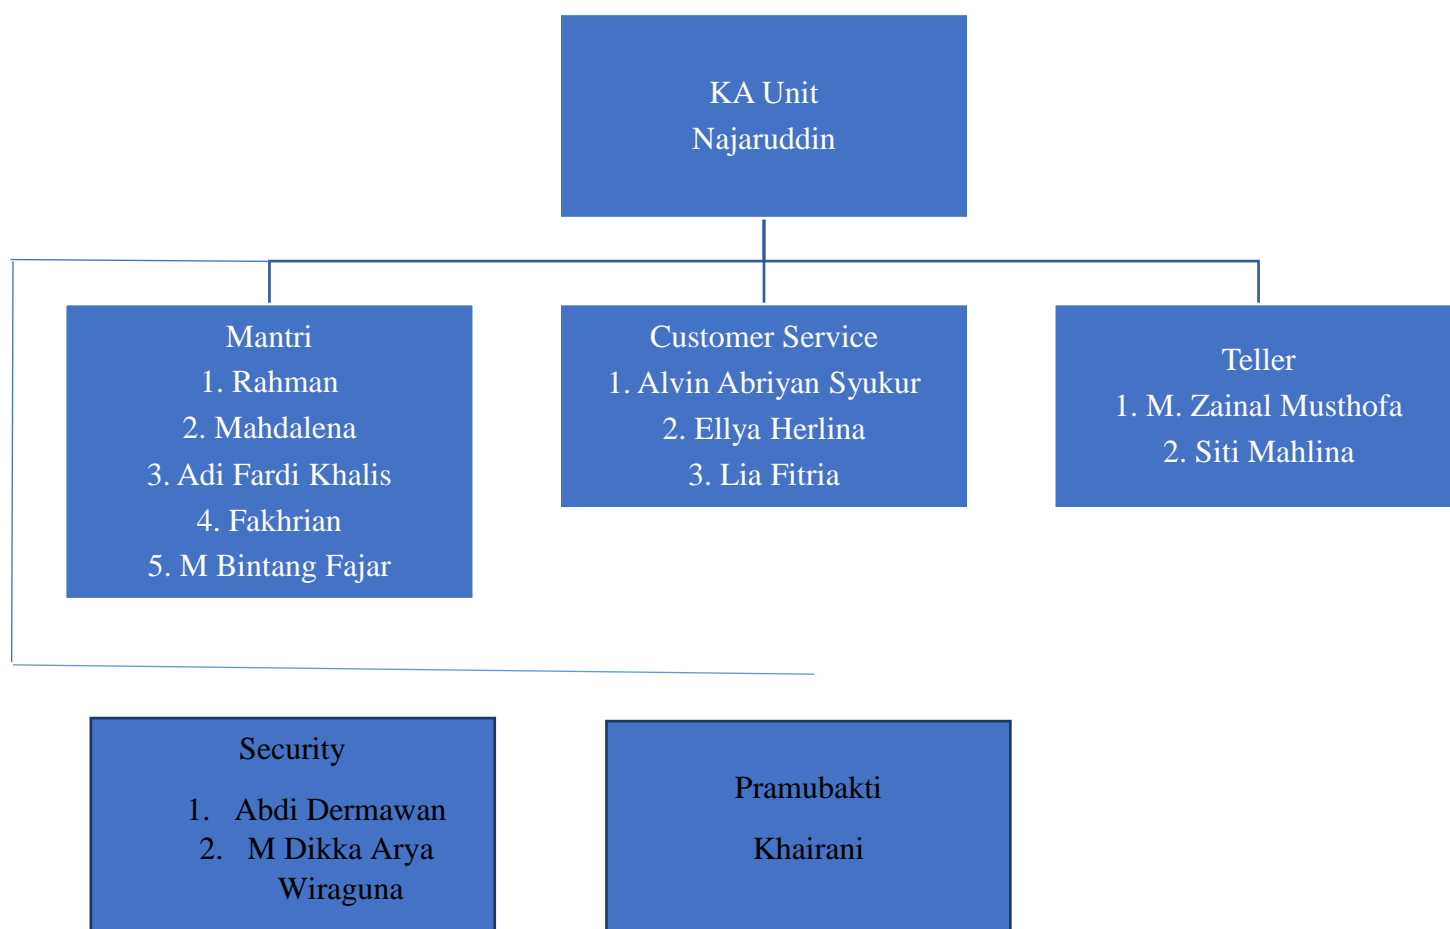 KA Unit
Najaruddin
Mantri
1. Rahman
2. Mahdalena
3. Adi Fardi Khalis
4. Fakhrian
5. M Bintang Fajar
Customer Service
1. Alvin Abriyan Syukur
2. Ellya Herlina
3. Lia Fitria
Teller
1. M. Zainal Musthofa
2. Siti Mahlina
Security
1. Abdi Dermawan
2. M Dikka Arya
Wiraguna
Pramubakti
Khairani